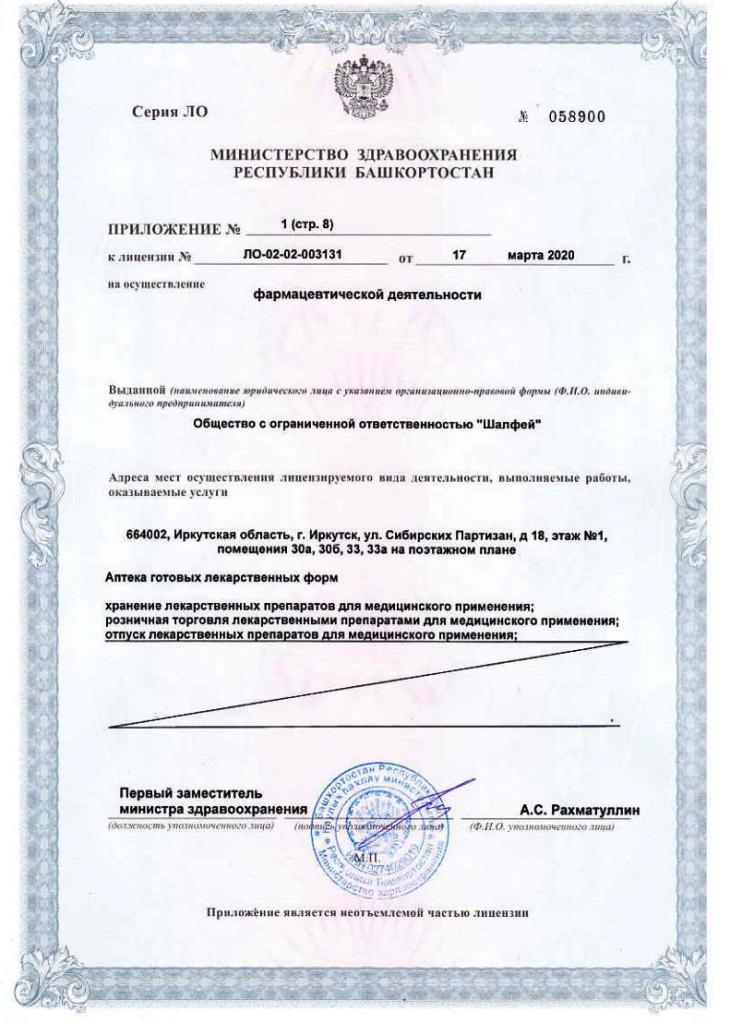 Серия ЛО
№ 058900
МИНИСТЕРСТВО ЗДРАВООХРАНЕНИЯ
РЕСПУБЛИКИ БАШКОРТОСТАН
ПРИЛОЖЕНИЕ № 1 (стр. 8)
к лицензии № ЛО-02-02-003131 от 17 марта 2020 г.
на осуществление
фармацевтической деятельности
Выданной (наименование юридического лица с указанием организационно-правовой формы (Ф.И.О. индиви-
дуального предпринимателя)
Общество с ограниченной ответственностью "Шалфей"
Адреса мест осуществления лицензируемого вида деятельности, выполняемые работы,
оказываемые услуги
664002, Иркутская область, г. Иркутск, ул. Сибирских Партизан, д 18, этаж №1,
помещения 30а, 30б, 33, 33а на поэтажном плане
Аптека готовых лекарственных форм
хранение лекарственных препаратов для медицинского применения;
розничная торговля лекарственными препаратами для медицинского применения;
отпуск лекарственных препаратов для медицинского применения;
Первый заместитель
министра здравоохранения
А.С. Рахматуллин
(должность уполномоченного лица) (подпись уполномоченного лица) (Ф.И.О. уполномоченного лица)
М.П.
Приложение является неотъемлемой частью лицензии